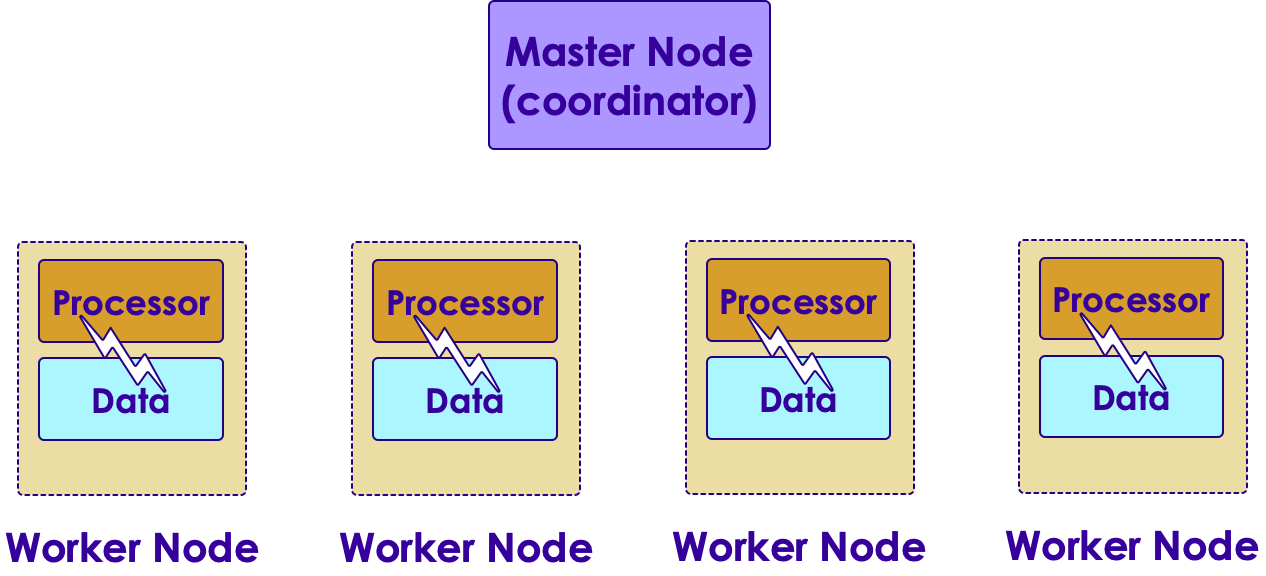 Master Node
(coordinator)
Processor
Data
Worker Node
Processor
Data
Worker Node
Processor
Data
Worker Node
Processor
Data
Worker Node